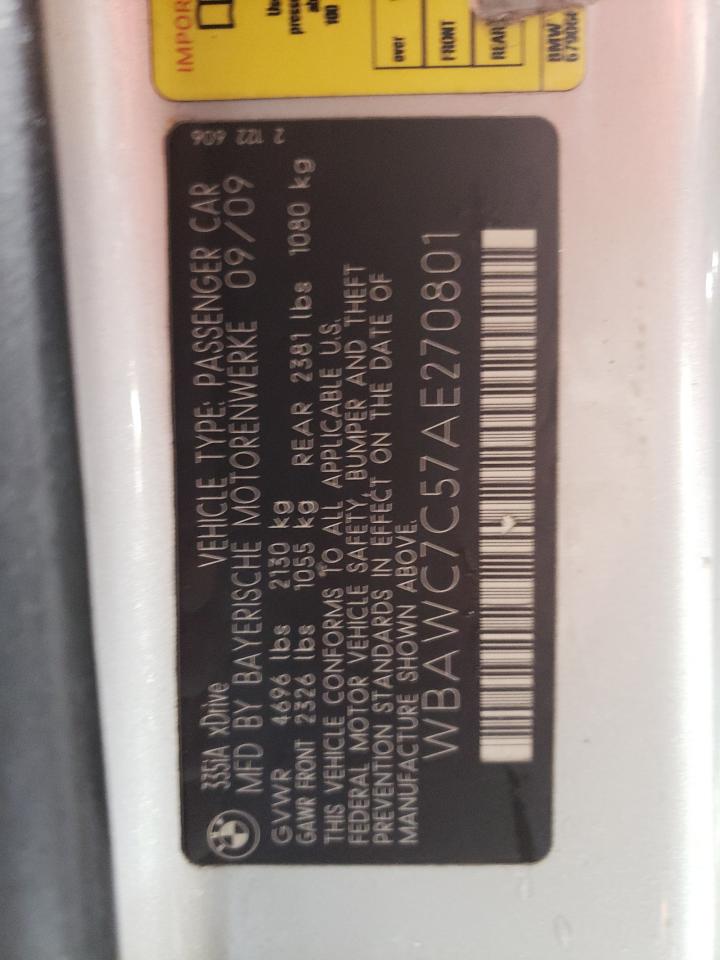 IMPOR
over
FRONT
REAR
BMW
2 122 606
335iA xDrive VEHICLE TYPE: PASSENGER CAR
MFD BY BAYERISCHE MOTORENWERKE 09/09
GVWR 4696 lbs 2130 kg
GAWR FRONT 2326 lbs 1055 kg REAR 2381 lbs 1080 kg
THIS VEHICLE CONFORMS TO ALL APPLICABLE U.S.
FEDERAL MOTOR VEHICLE SAFETY, BUMPER AND THEFT
PREVENTION STANDARDS IN EFFECT ON THE DATE OF
MANUFACTURE SHOWN ABOVE.
WBAWC7C57AE270801